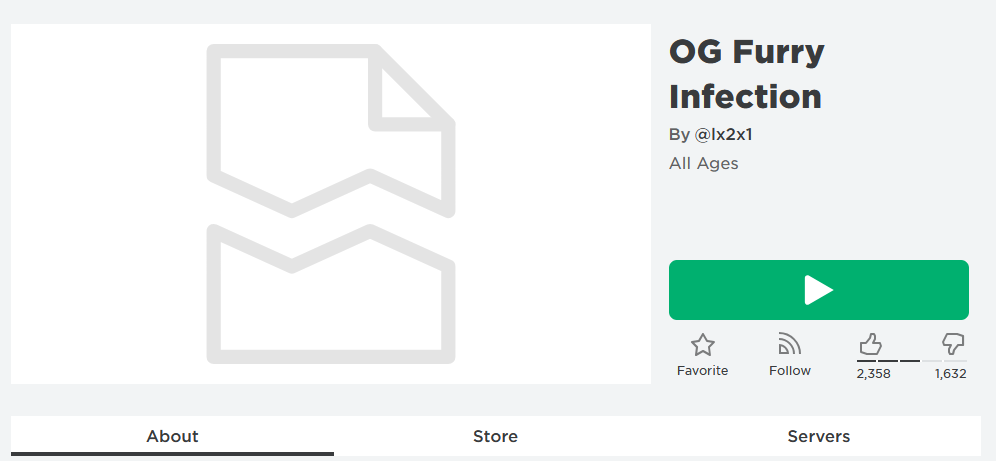 OG Furry
Infection
By @lx2x1
All Ages
Favorite
Follow
2,358
1,632
About
Store
Servers